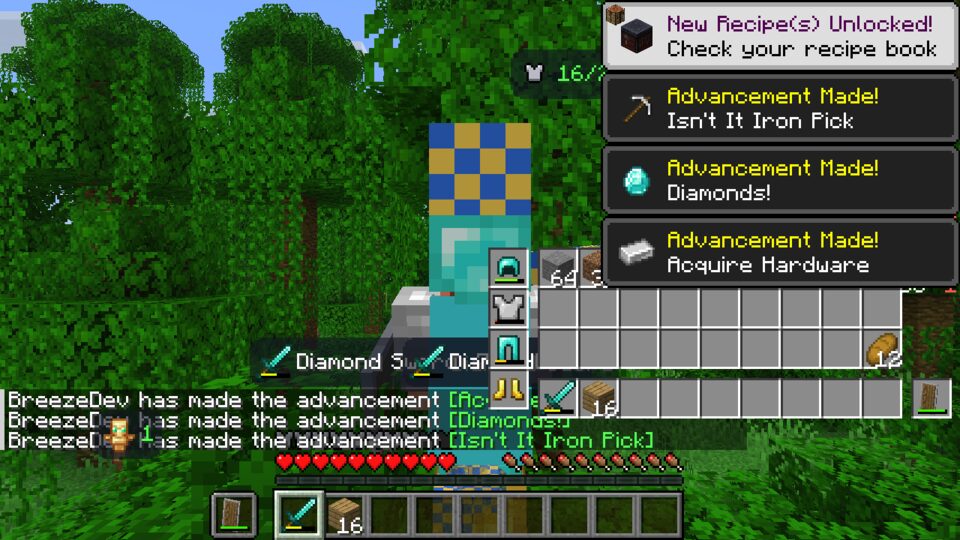 New Recipe(s) Unlocked!
Check your recipe book
16/
Advancement Made!
Isn't It Iron Pick
Advancement Made!
Diamonds!
Advancement Made!
Acquire Hardware
64
3
12
Diamond
16
BreezeDev has made the advancement
BreezeDev has made the advancement [Diamonds!]
BreezeDev has made the advancement [Isn't It Iron Pick]
1
16